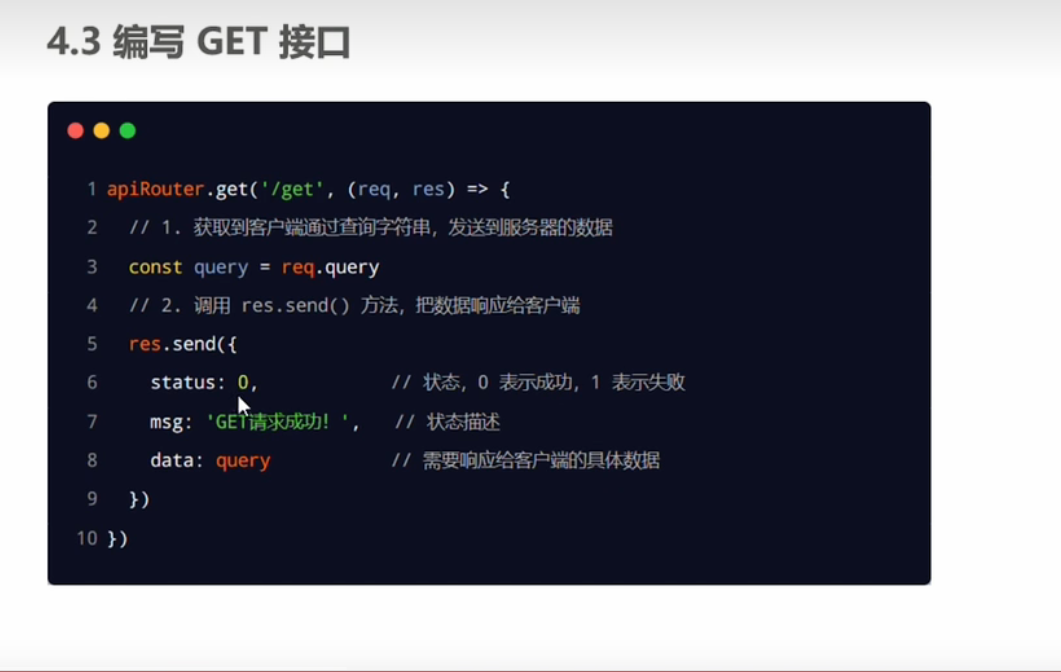 4.3 编写 GET 接口
1 apiRouter.get('/get', (req, res) => {
2 // 1. 获取到客户端通过查询字符串，发送到服务器的数据
3 const query = req.query
4 // 2. 调用 res.send() 方法，把数据响应给客户端
5 res.send({
6 status: 0, // 状态，0 表示成功，1 表示失败
7 msg: 'GET请求成功！', // 状态描述
8 data: query // 需要响应给客户端的具体数据
9 })
10 })